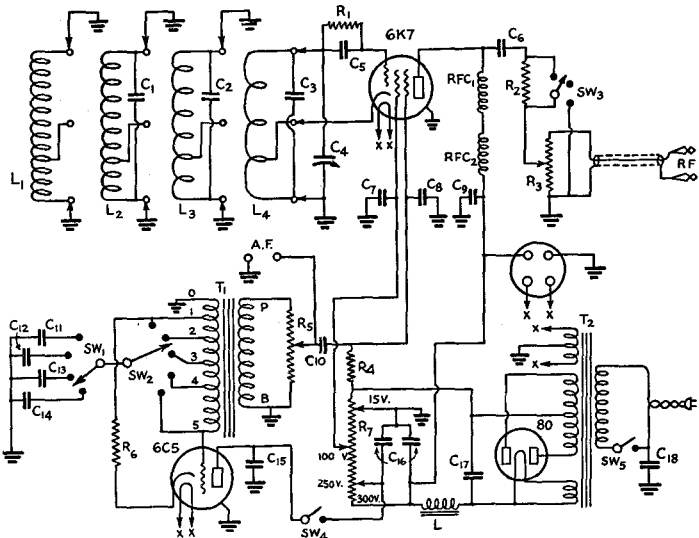 R1
6K7
C6
C5
RFC1
R2
SW3
C1
C2
C3
C4
RFC2
R3
RF
L1
L2
L3
L4
X X
C7
C8
C9
A.F.
0
T1
1
P
R5
C12
C11
2
SW1
SW2
3
C10
C13
4
C14
5
B
R4
15V.
R7
R6
6C5
C15
100 V.
C16
C17
250V.
300V.
L
SW4
X X
X X
X
X
T2
80
SW5
C18